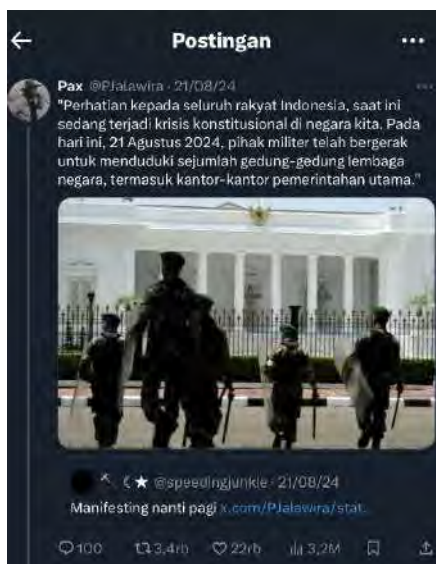 Postingan
Pax @PJalawira · 21/08/24
"Perhatian kepada seluruh rakyat Indonesia, saat ini
sedang terjadi krisis konstitusional di negara kita. Pada
hari ini, 21 Agustus 2024, pihak militer telah bergerak
untuk menduduki sejumlah gedung-gedung lembaga
negara, termasuk kantor-kantor pemerintahan utama."
@speedingjunkie · 21/08/24
Manifesting nanti pagi x.com/PJalawira/stat...
100 3,4rb 22rb 3,2M